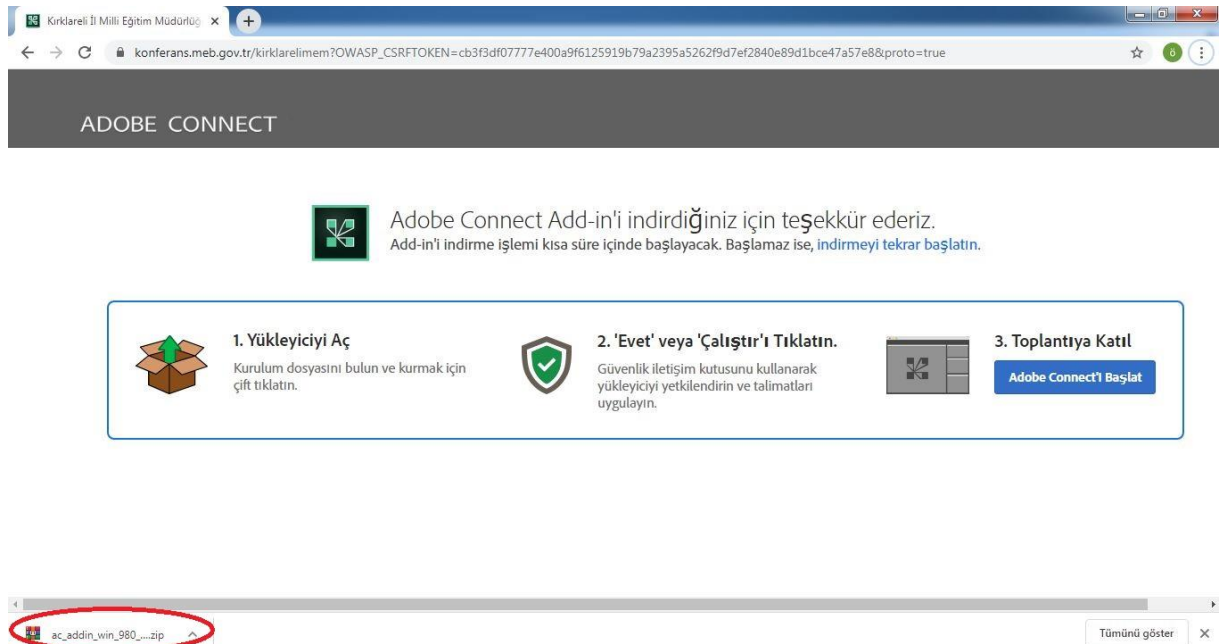 Kırklareli İl Milli Eğitim Müdürlüğ
konferans.meb.gov.tr/kirklarelimem?OWASP_CSRFTOKEN=cb3f3df07777e400a9f6125919b79a2395a5262f9d7ef2840e89d1bce47a57e8&proto=true
ö
ADOBE CONNECT
Adobe Connect Add-in'i indirdiğiniz için teşekkür ederiz.
Add-in'i indirme işlemi kısa süre içinde başlayacak. Başlamaz ise, indirmeyi tekrar başlatın.
1. Yükleyiciyi Aç
Kurulum dosyasını bulun ve kurmak için
çift tıklatın.
2. 'Evet' veya 'Çalıştır'ı Tıklatın.
Güvenlik iletişim kutusunu kullanarak
yükleyiciyi yetkilendirin ve talimatları
uygulayın.
3. Toplantıya Katıl
Adobe Connect'i Başlat
ac_addin_win_980_....zip
Tümünü göster